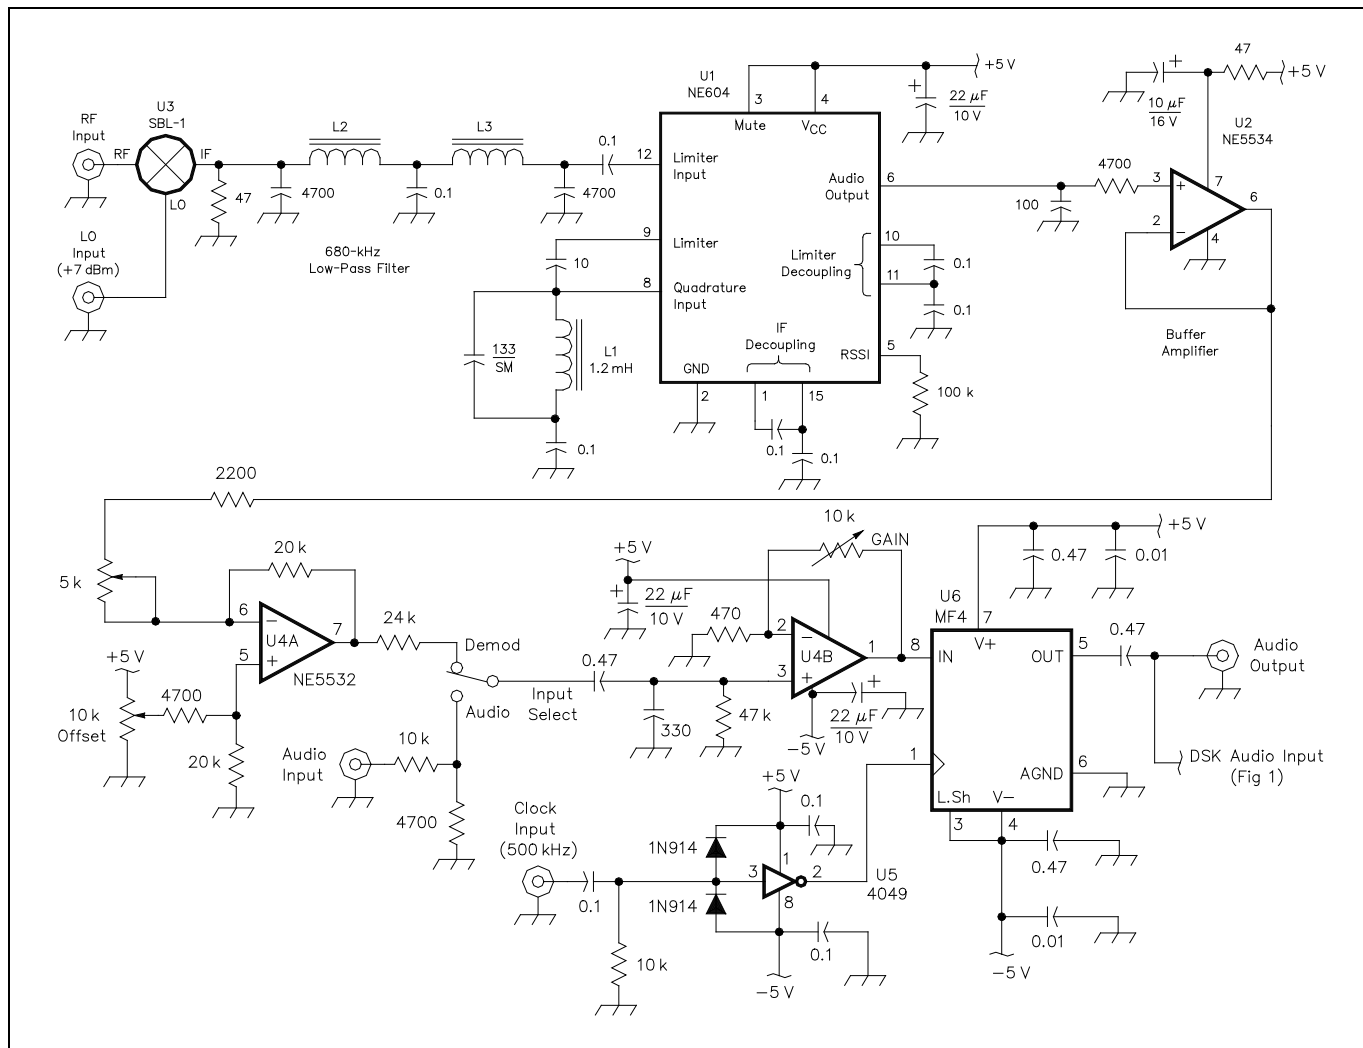 RF
Input
U3
SBL-1
RF
IF
LO
LO
Input
(+7 dBm)
47
4700
L2
0.1
L3
4700
0.1
680-kHz
Low-Pass Filter
U1
NE604
3
4
Mute
VCC
12
Limiter
Input
9
Limiter
8
Quadrature
Input
10
133
SM
L1
1.2 mH
0.1
GND
2
IF
Decoupling
1
15
0.1
0.1
+
22 µF
10 V
+5 V
Audio
Output
6
Limiter
Decoupling
10
11
0.1
0.1
RSSI
5
100 k
100
4700
+
10 µF
16 V
47
+5 V
U2
NE5534
3
+
2
−
7
4
6
Buffer
Amplifier
2200
5 k
20 k
6
−
U4A
7
5
+
NE5532
+5 V
10 k
Offset
4700
20 k
24 k
Demod
Audio
Input
Select
Audio
Input
10 k
4700
0.47
330
47 k
+5 V
+
22 µF
10 V
470
10 k
GAIN
2
−
U4B
1
3
+
−5 V
+
22 µF
10 V
U6
MF4
7
V+
8
IN
OUT
5
1
AGND
6
L.Sh
V−
3
4
+5 V
0.47
0.01
0.47
Audio
Output
DSK Audio Input
(Fig 1)
0.47
0.01
−5 V
Clock
Input
(500 kHz)
0.1
10 k
1N914
1N914
+5 V
0.1
1
3
2
8
U5
4049
0.1
−5 V